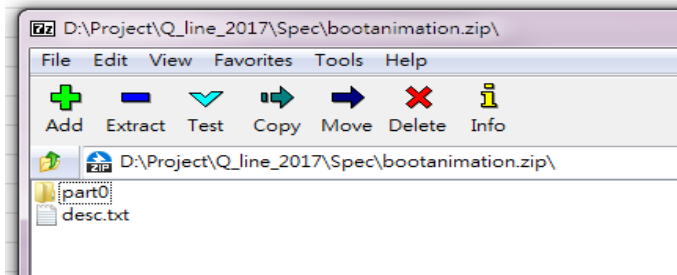 7z D:\Project\Q_line_2017\Spec\bootanimation.zip\
File Edit View Favorites Tools Help
Add Extract Test Copy Move Delete Info
ZIP D:\Project\Q_line_2017\Spec\bootanimation.zip\
part0
desc.txt